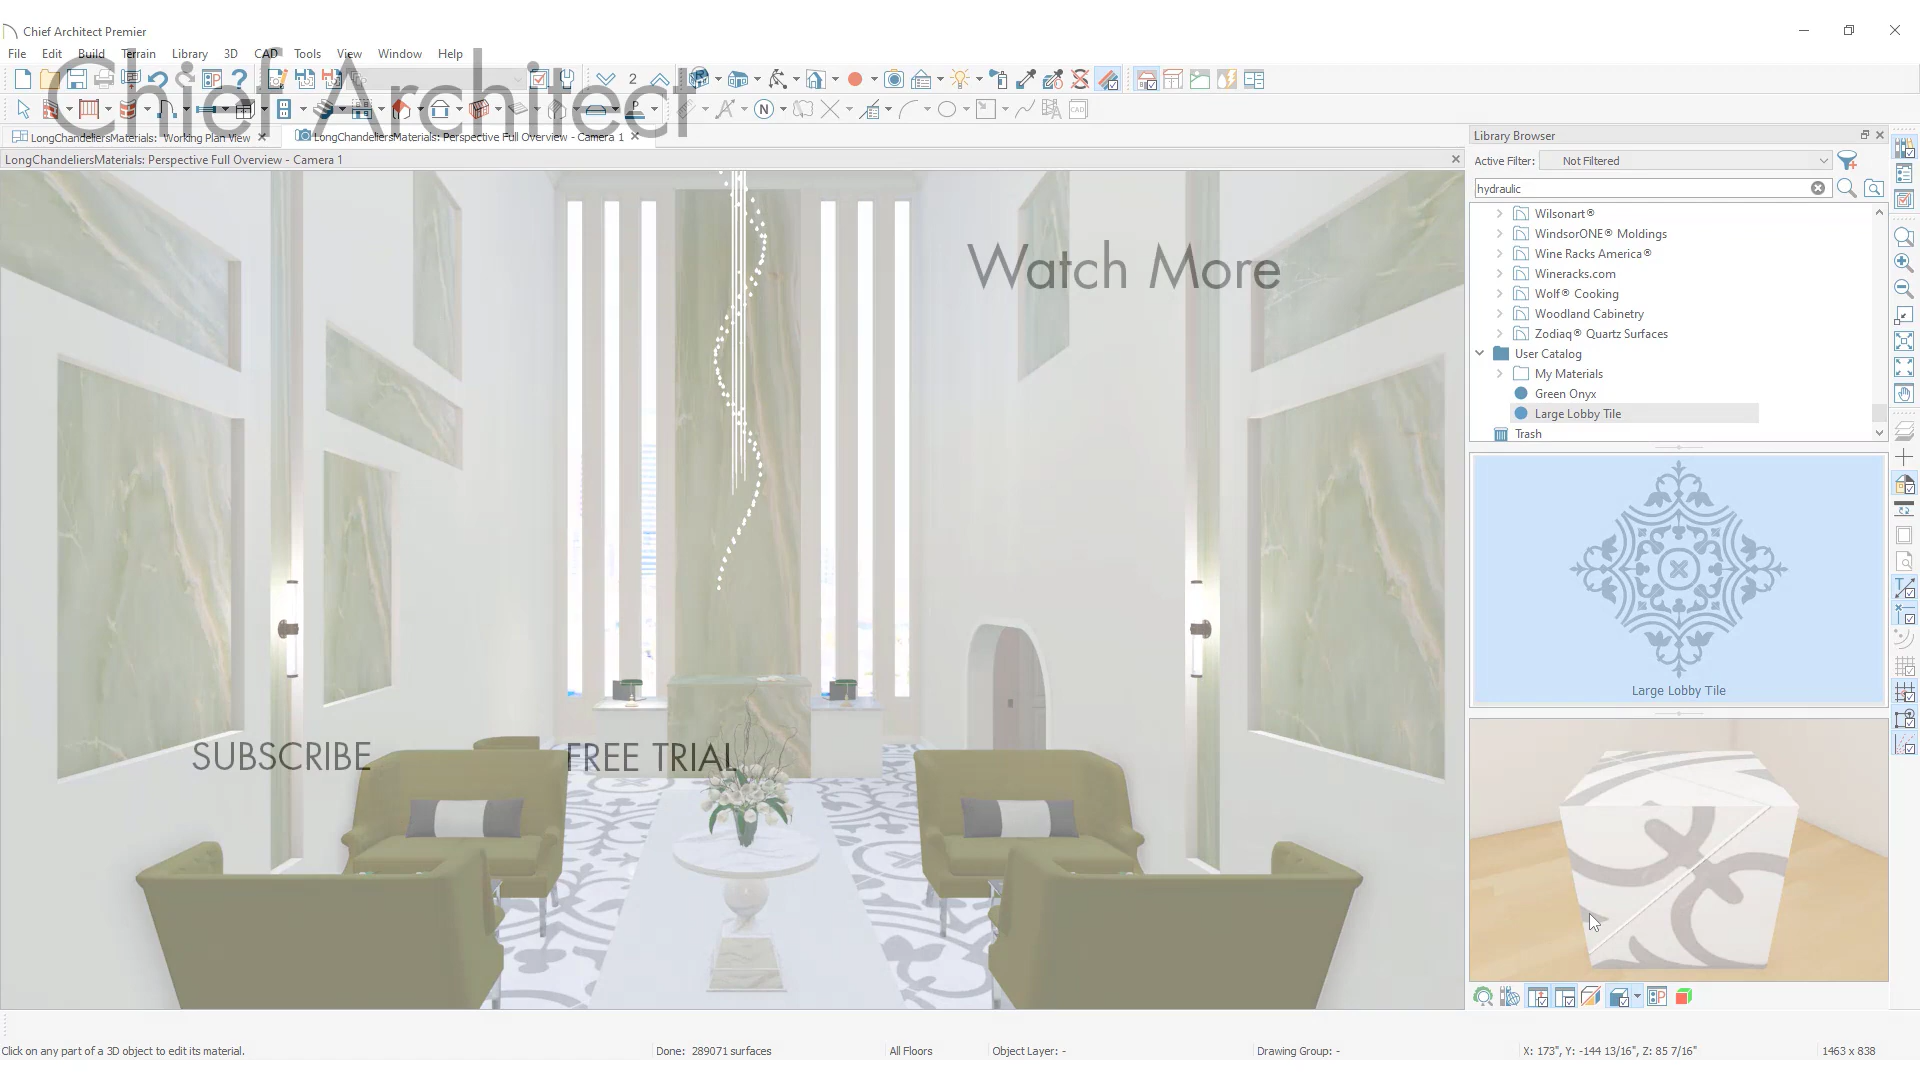 Chief Architect Premier
File Edit Build Terrain Library 3D CAD Tools View Window Help
Chief Architect
2
N
P
CAD
LongChandeliersMaterials: Working Plan View
LongChandeliersMaterials: Perspective Full Overview - Camera 1
LongChandeliersMaterials: Perspective Full Overview - Camera 1
Watch More
SUBSCRIBE
FREE TRIAL
Library Browser
Active Filter: Not Filtered
hydraulic
Wilsonart®
WindsorONE® Moldings
Wine Racks America®
Wineracks.com
Wolf® Cooking
Woodland Cabinetry
Zodiaq® Quartz Surfaces
User Catalog
My Materials
Green Onyx
Large Lobby Tile
Trash
Large Lobby Tile
Click on any part of a 3D object to edit its material.
Done: 289071 surfaces
All Floors
Object Layer: -
Drawing Group: -
X: 173", Y: -144 13/16", Z: 85 7/16"
1463 x 838